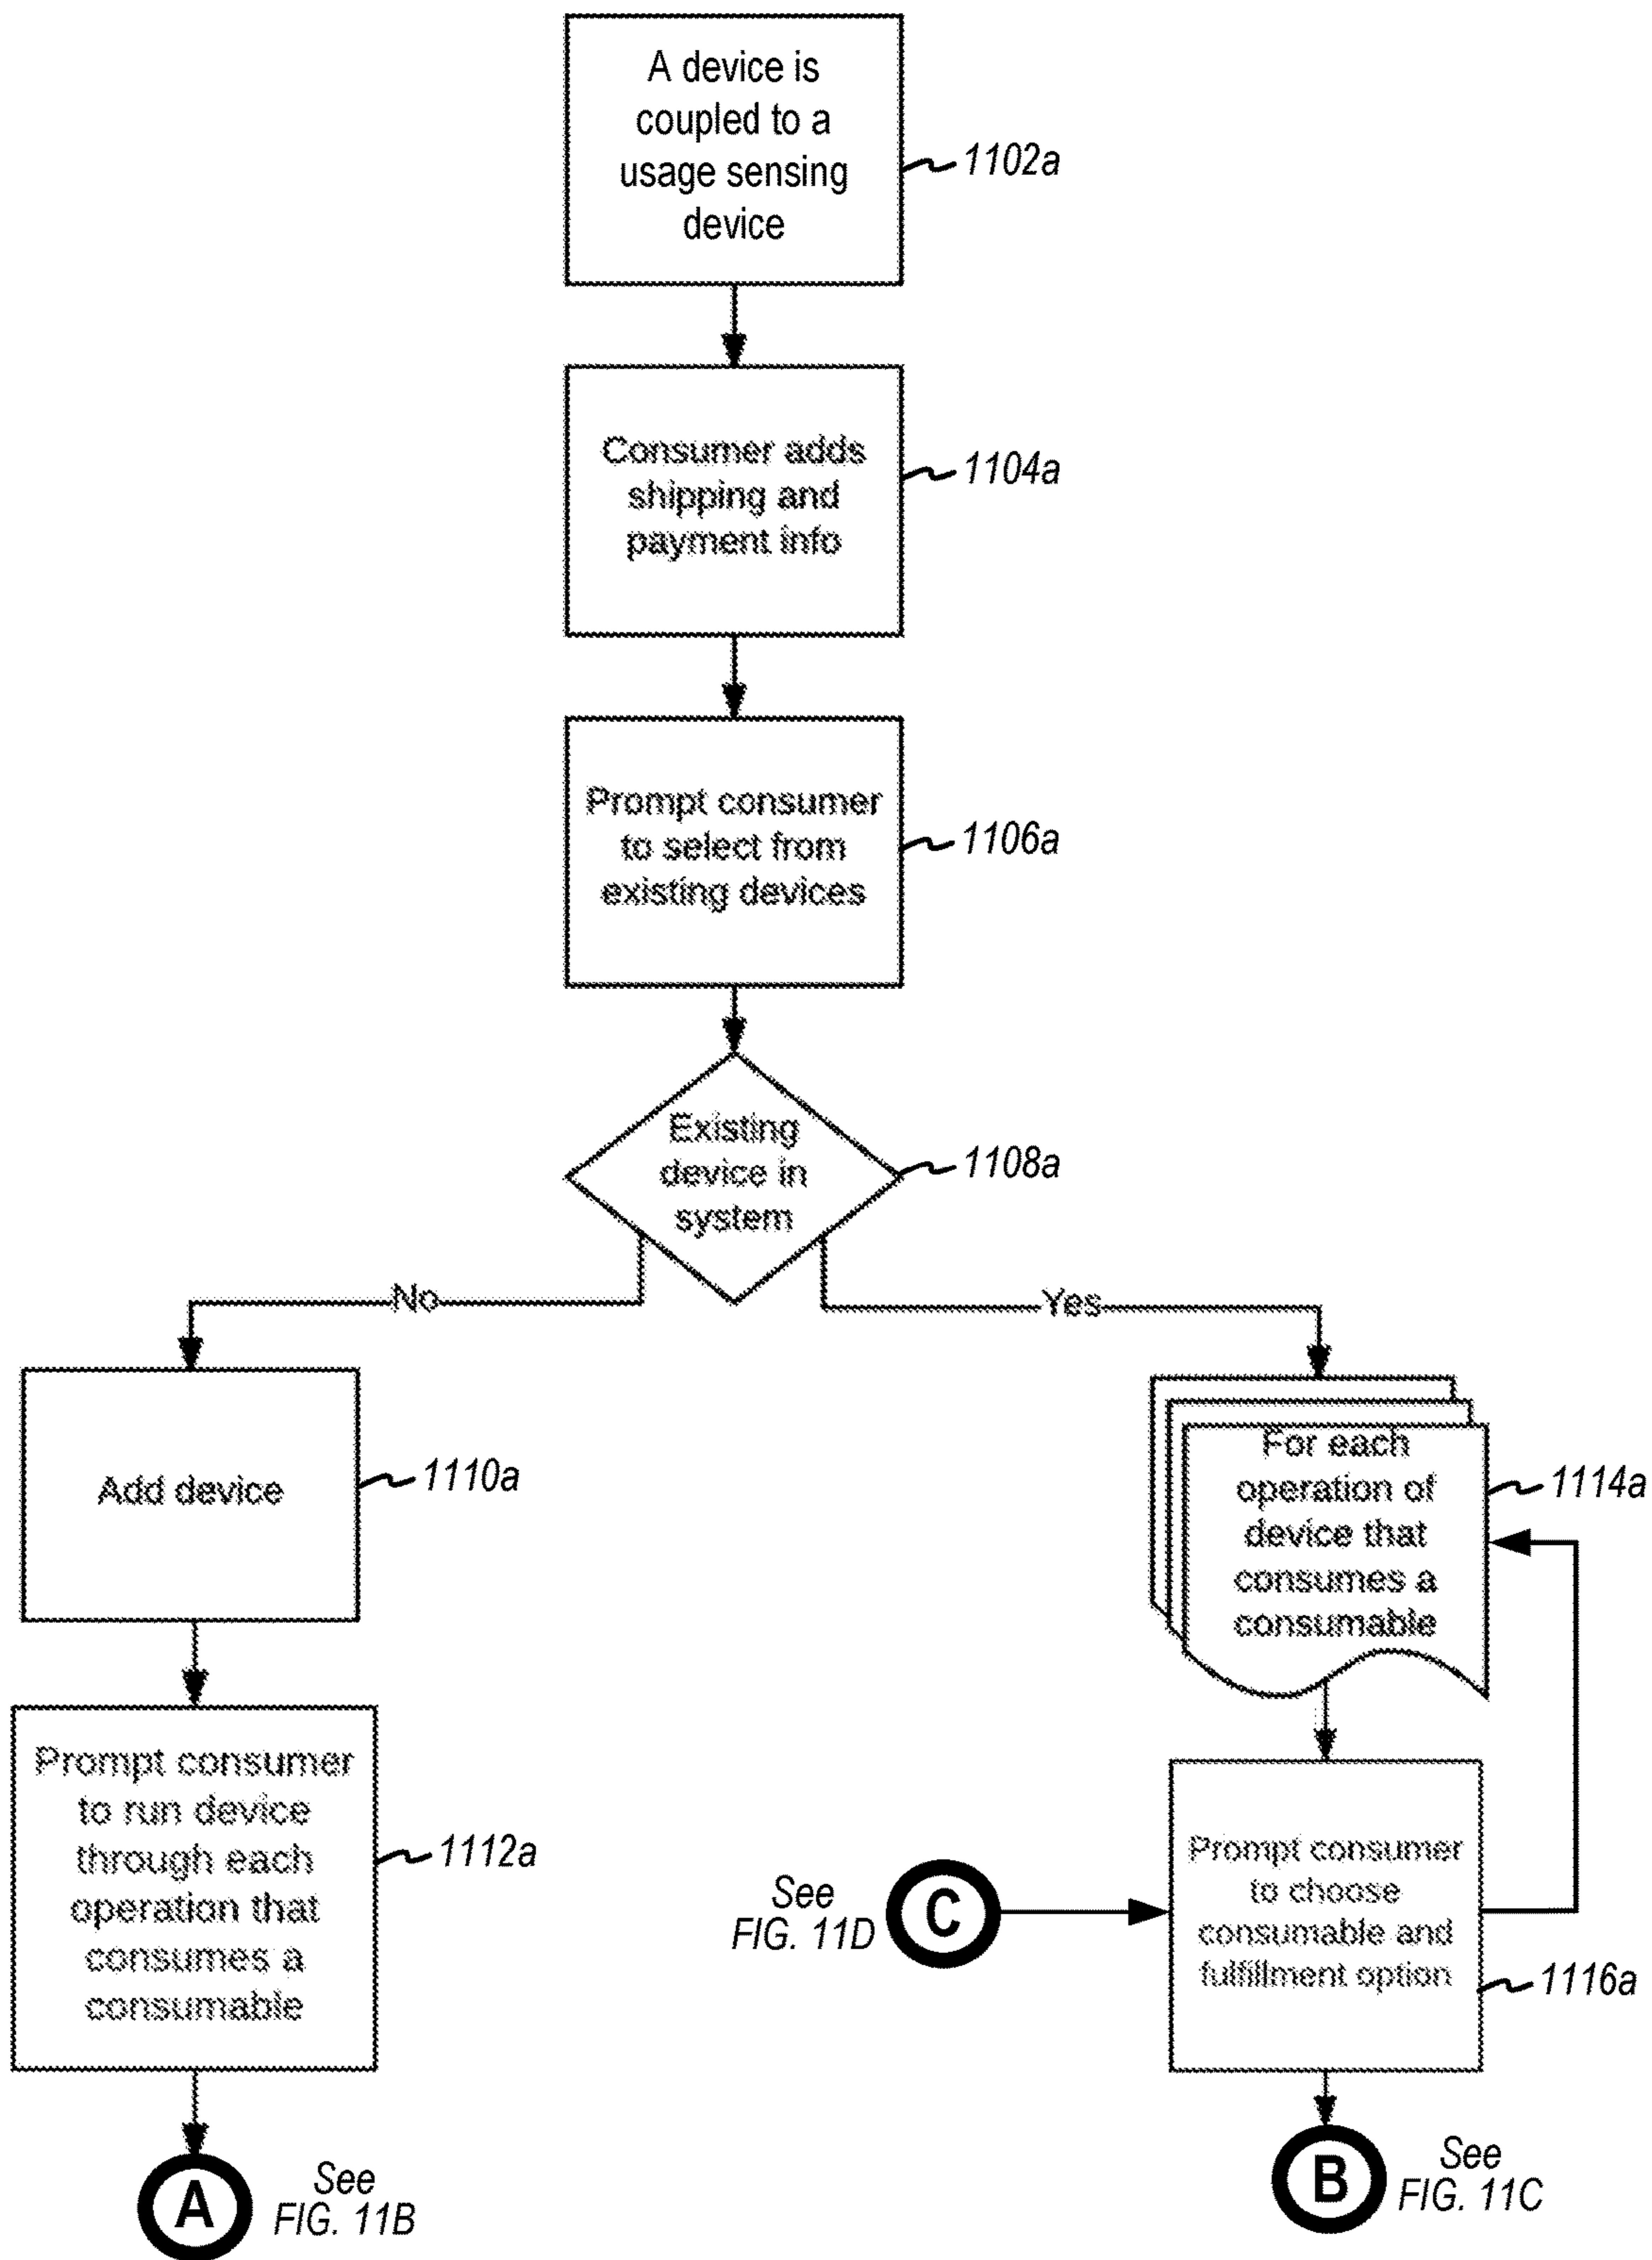 A device is
coupled to a
usage sensing
device
1102a
Consumer adds
shipping and
payment info
1104a
Prompt consumer
to select from
existing devices
1106a
Existing
device in
system
1108a
No
Yes
Add device
1110a
For each
operation of
device that
consumes a
consumable
1114a
Prompt consumer
to run device
through each
operation that
consumes a
consumable
1112a
See
FIG. 11D
C
Prompt consumer
to choose
consumable and
fulfillment option
1116a
A
See
FIG. 11B
B
See
FIG. 11C